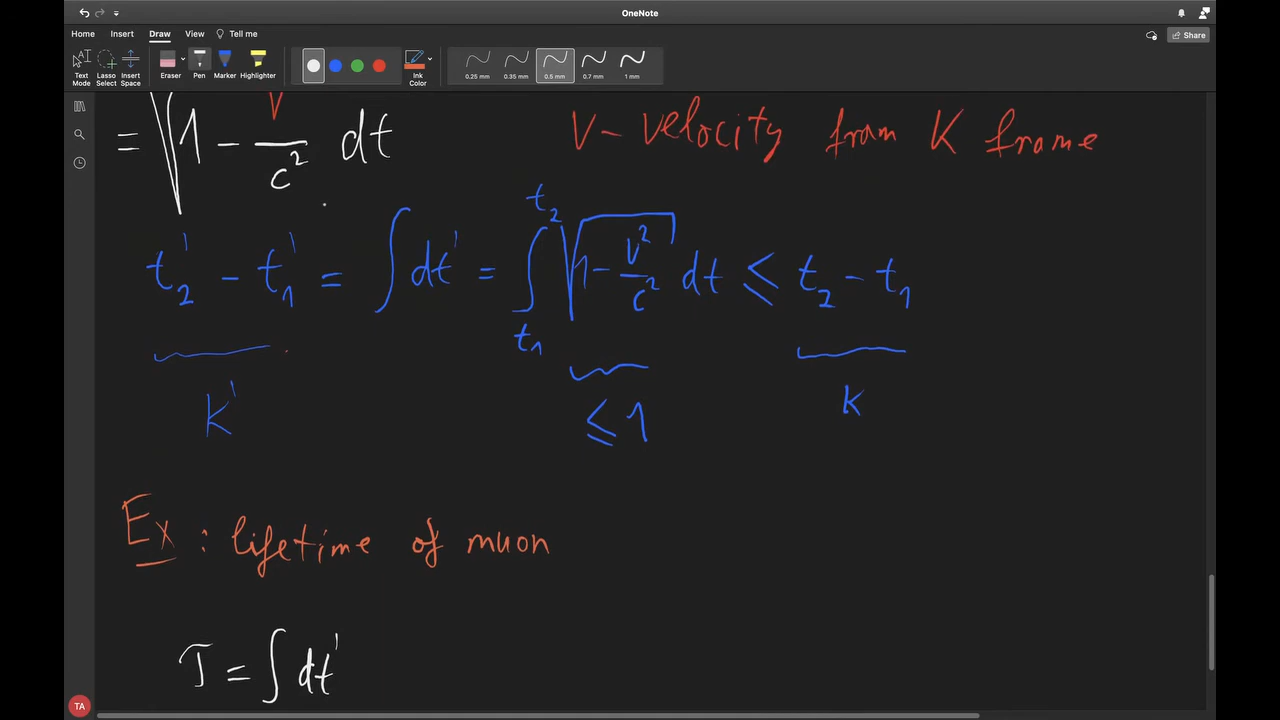 OneNote
Home Insert Draw View Tell me
Share
Text Mode Lasso Select Insert Space Eraser Pen Marker Highlighter Ink Color 0.25 mm 0.35 mm 0.5 mm 0.7 mm 1 mm
= √1 - V/c² dt V - velocity from K frame
t₂' - t₁' = ∫ dt' = ∫_{t₁}^{t₂} √(1 - V²/c²) dt ≤ t₂ - t₁
K' ≤ 1 K
Ex : lifetime of muon
τ = ∫ dt'
TA